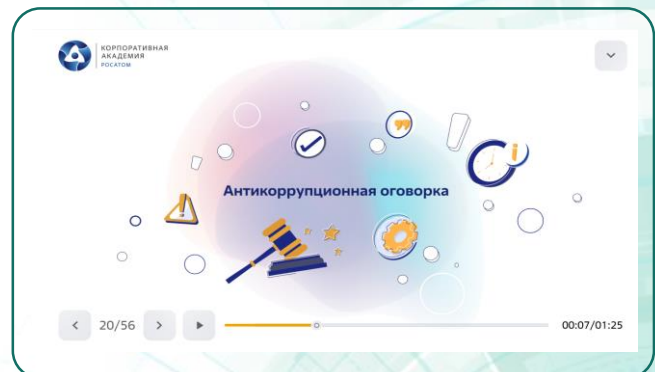 КОРПОРАТИВНАЯ
АКАДЕМИЯ
РОСАТОМ
Антикоррупционная оговорка
20/56
00:07/01:25